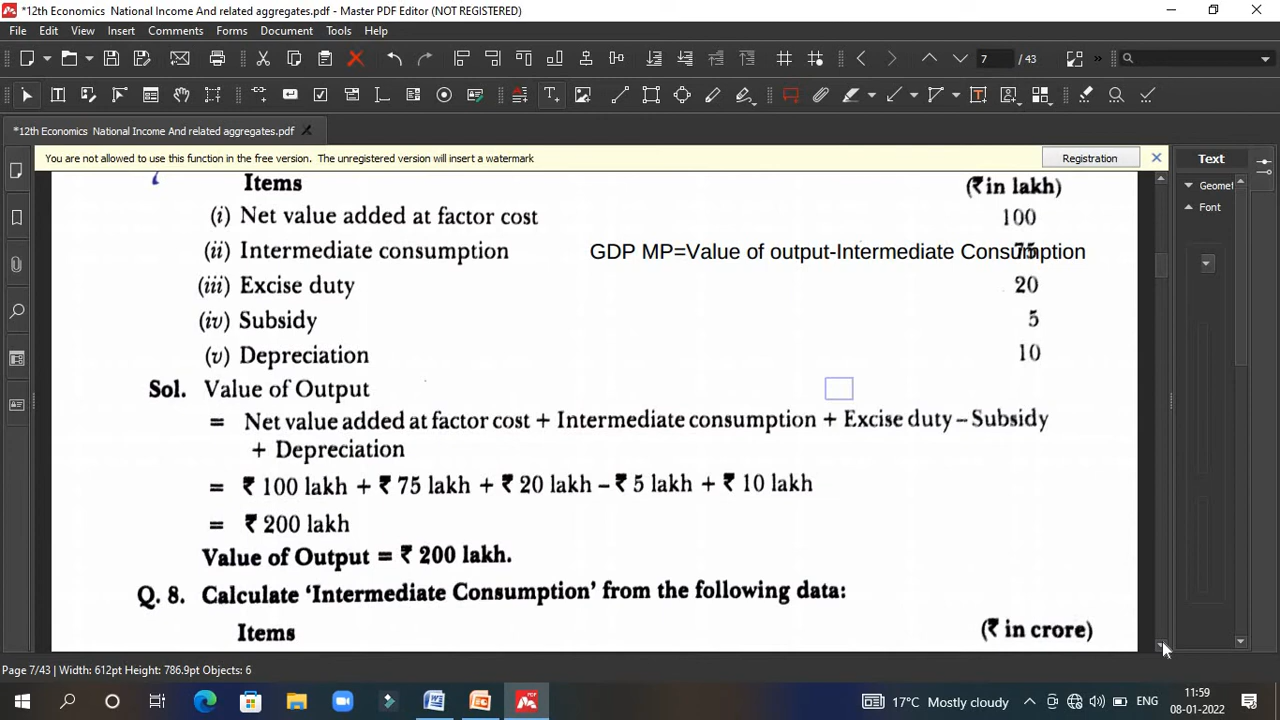 *12th Economics National Income And related aggregates.pdf - Master PDF Editor (NOT REGISTERED)
File Edit View Insert Comments Forms Document Tools Help
7 / 43
*12th Economics National Income And related aggregates.pdf
You are not allowed to use this function in the free version. The unregistered version will insert a watermark
Registration
Text
Geomet
Font
Items (₹ in lakh)
(i) Net value added at factor cost 100
(ii) Intermediate consumption 75
GDP MP=Value of output-Intermediate Consumption
(iii) Excise duty 20
(iv) Subsidy 5
(v) Depreciation 10
Sol. Value of Output
= Net value added at factor cost + Intermediate consumption + Excise duty – Subsidy
+ Depreciation
= ₹ 100 lakh + ₹ 75 lakh + ₹ 20 lakh – ₹ 5 lakh + ₹ 10 lakh
= ₹ 200 lakh
Value of Output = ₹ 200 lakh.
Q. 8. Calculate ‘Intermediate Consumption’ from the following data:
Items (₹ in crore)
Page 7/43 | Width: 612pt Height: 786.9pt Objects: 6
17°C Mostly cloudy
ENG
11:59
08-01-2022